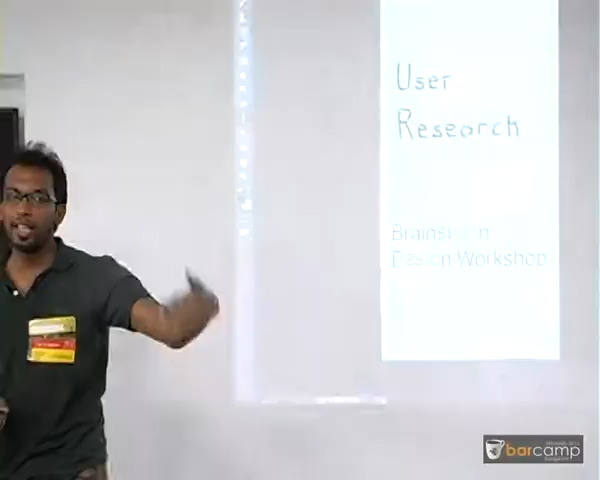 User
Research
Brainstorm
Design Workshop
barcamp